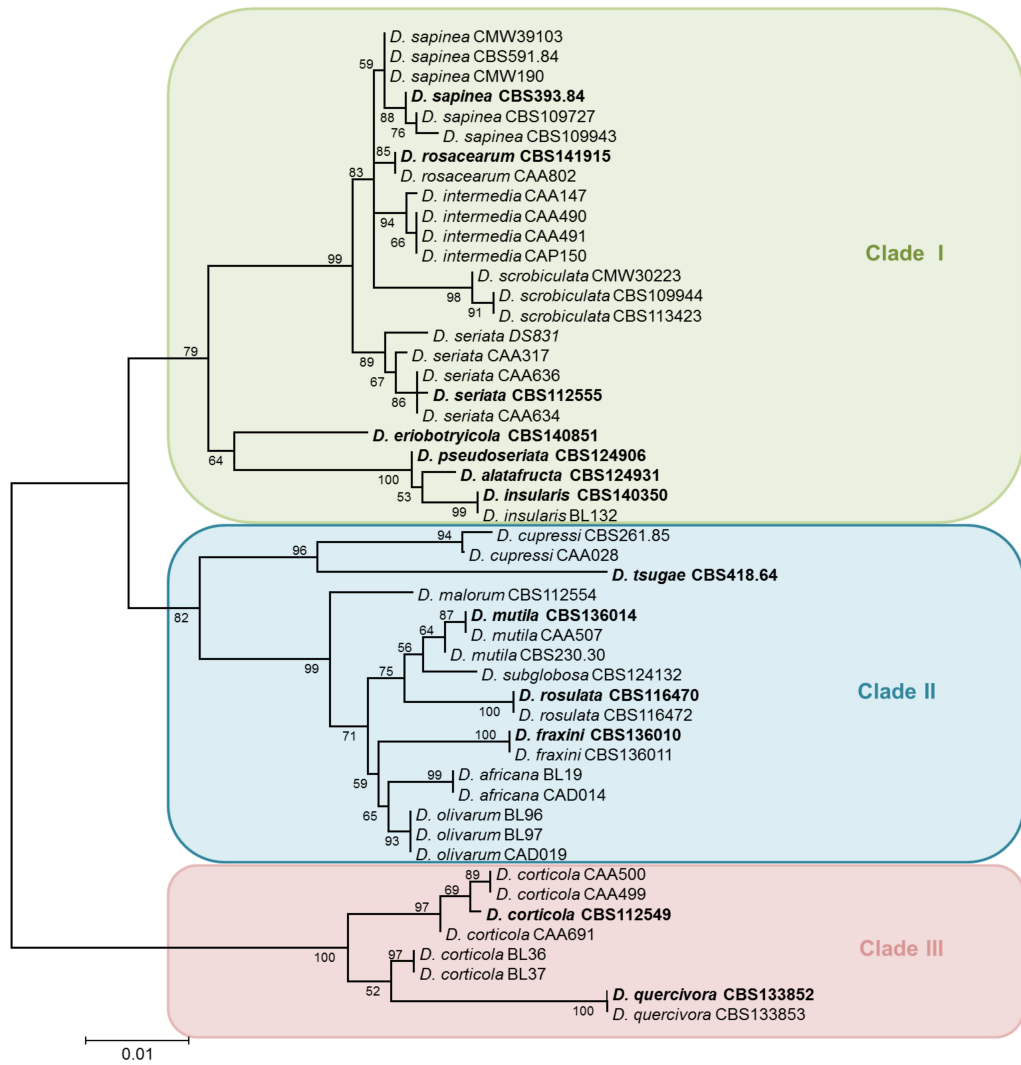 D. sapinea CMW39103
D. sapinea CBS591.84
59
D. sapinea CMW190
D. sapinea CBS393.84
88
D. sapinea CBS109727
76
D. sapinea CBS109943
85
D. rosacearum CBS141915
83
D. rosacearum CAA802
D. intermedia CAA147
94
D. intermedia CAA490
66
D. intermedia CAA491
D. intermedia CAP150
Clade I
99
D. scrobiculata CMW30223
98
D. scrobiculata CBS109944
91
D. scrobiculata CBS113423
D. seriata DS831
79
89
D. seriata CAA317
67
D. seriata CAA636
86
D. seriata CBS112555
D. seriata CAA634
D. eriobotryicola CBS140851
64
D. pseudoseriata CBS124906
100
D. alatafructa CBS124931
53
D. insularis CBS140350
99
D. insularis BL132
94
D. cupressi CBS261.85
96
D. cupressi CAA028
D. tsugae CBS418.64
82
D. malorum CBS112554
87
D. mutila CBS136014
64
D. mutila CAA507
56
D. mutila CBS230.30
99
75
D. subglobosa CBS124132
D. rosulata CBS116470
Clade II
100
D. rosulata CBS116472
71
100
D. fraxini CBS136010
D. fraxini CBS136011
59
99
D. africana BL19
D. africana CAD014
65
D. olivarum BL96
93
D. olivarum BL97
D. olivarum CAD019
89
D. corticola CAA500
69
D. corticola CAA499
97
D. corticola CBS112549
D. corticola CAA691
100
97
D. corticola BL36
Clade III
D. corticola BL37
52
D. quercivora CBS133852
100
D. quercivora CBS133853
0.01